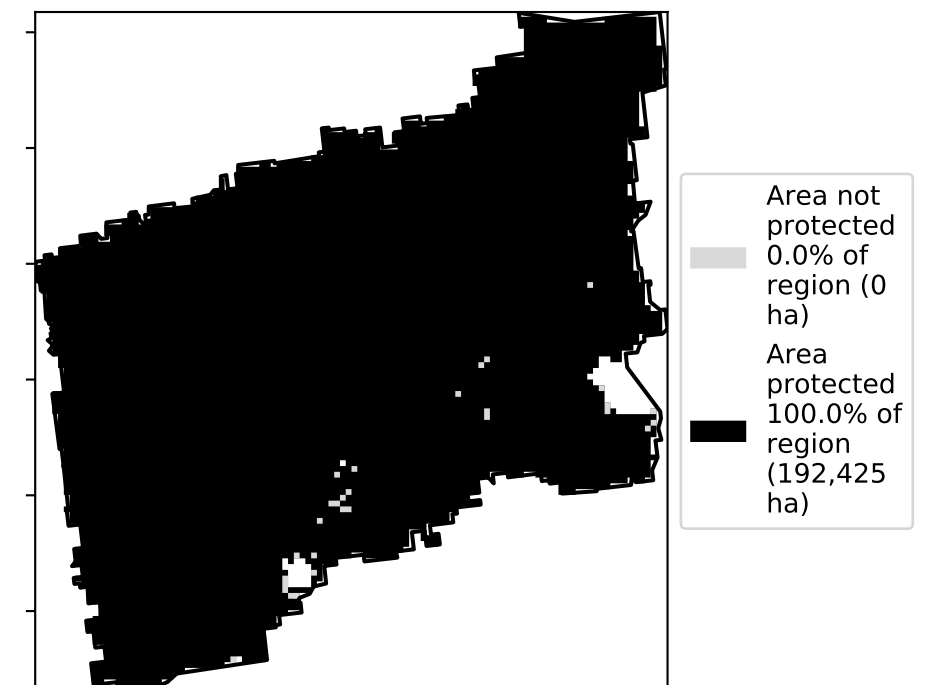 Area not
protected
0.0% of
region (0
ha)
Area
protected
100.0% of
region
(192,425
ha)